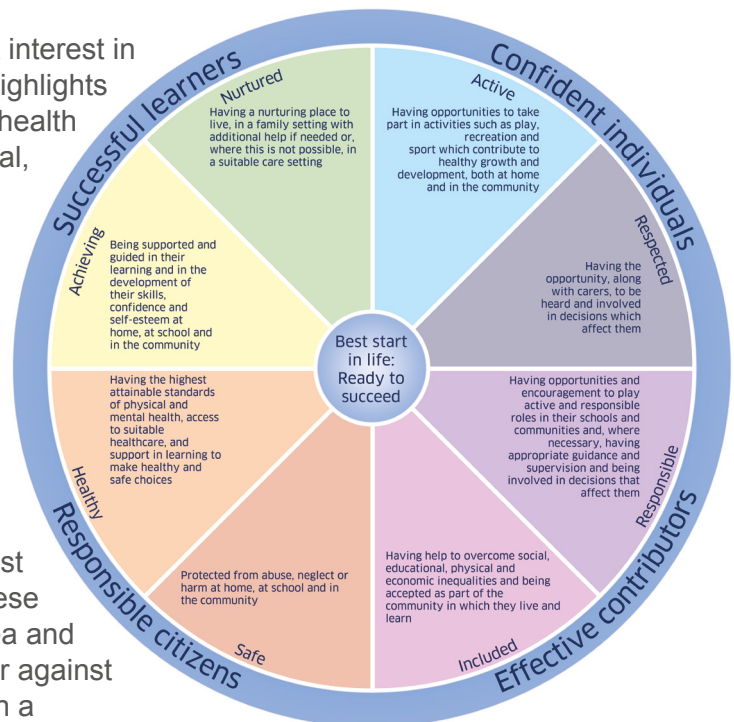 interest in
ighlights
health
al,
Successful learners
Confident individuals
Nurtured
Having a nurturing place to
live, in a family setting with
additional help if needed or,
where this is not possible, in
a suitable care setting
Active
Having opportunities to take
part in activities such as play,
recreation and
sport which contribute to
healthy growth and
development, both at home
and in the community
Achieving
Being supported and
guided in their
learning and in the
development of
their skills,
confidence and
self-esteem at
home, at school and
in the community
Respected
Having the
opportunity, along
with carers, to be
heard and involved
in decisions which
affect them
Best start
in life:
Ready to
succeed
Healthy
Having the highest
attainable standards
of physical and
mental health, access
to suitable
healthcare, and
support in learning to
make healthy and
safe choices
Responsible
Having opportunities and
encouragement to play
active and responsible
roles in their schools and
communities and, where
necessary, having
appropriate guidance and
supervision and being
involved in decisions that
affect them
Protected from abuse, neglect or
harm at home, at school and in
the community
Safe
Having help to overcome social,
educational, physical and
economic inequalities and being
accepted as part of the
community in which they live and
learn
Included
Responsible citizens
Effective contributors
st
ese
ea and
r against
n a